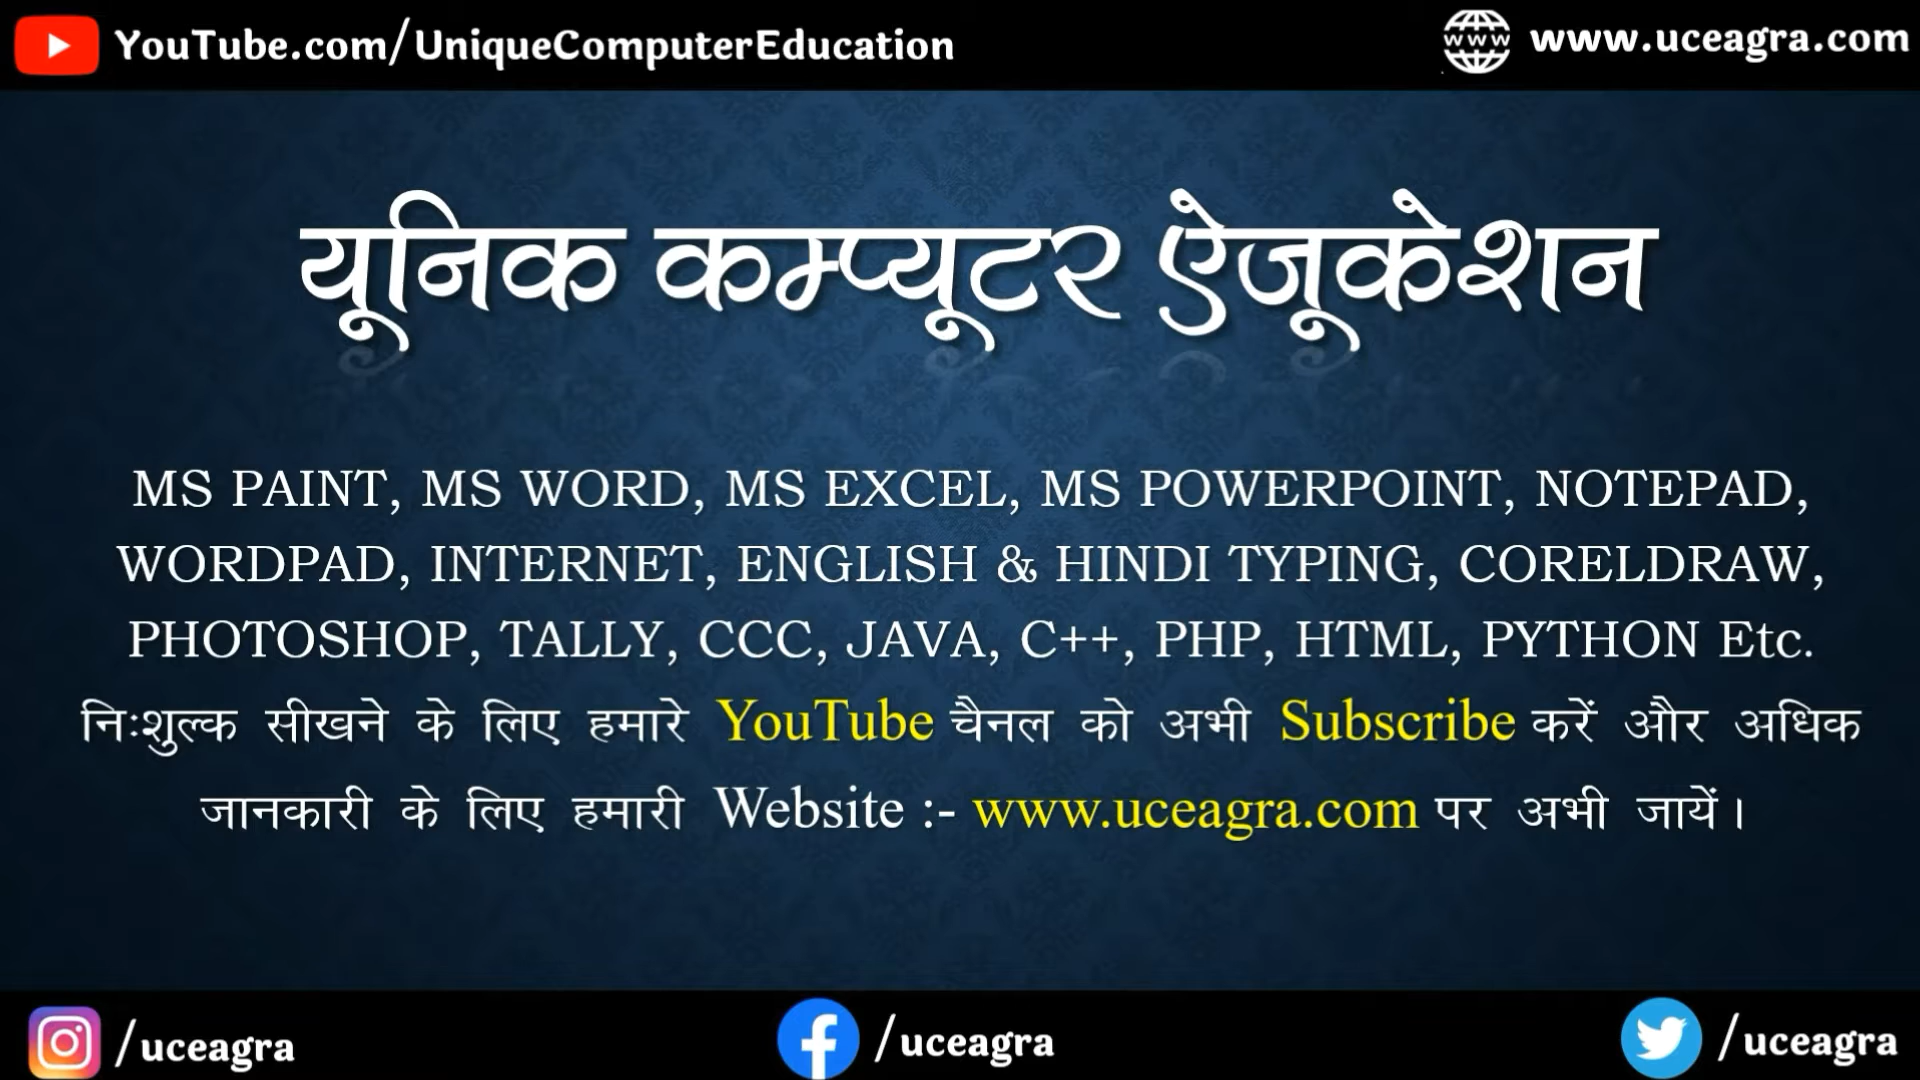 YouTube.com/UniqueComputerEducation
www.uceagra.com
यूनिक कम्प्यूटर ऐजूकेशन
MS PAINT, MS WORD, MS EXCEL, MS POWERPOINT, NOTEPAD,
WORDPAD, INTERNET, ENGLISH & HINDI TYPING, CORELDRAW,
PHOTOSHOP, TALLY, CCC, JAVA, C++, PHP, HTML, PYTHON Etc.
निःशुल्क सीखने के लिए हमारे YouTube चैनल को अभी Subscribe करें और अधिक
जानकारी के लिए हमारी Website :- www.uceagra.com पर अभी जायें।
/uceagra
/uceagra
/uceagra